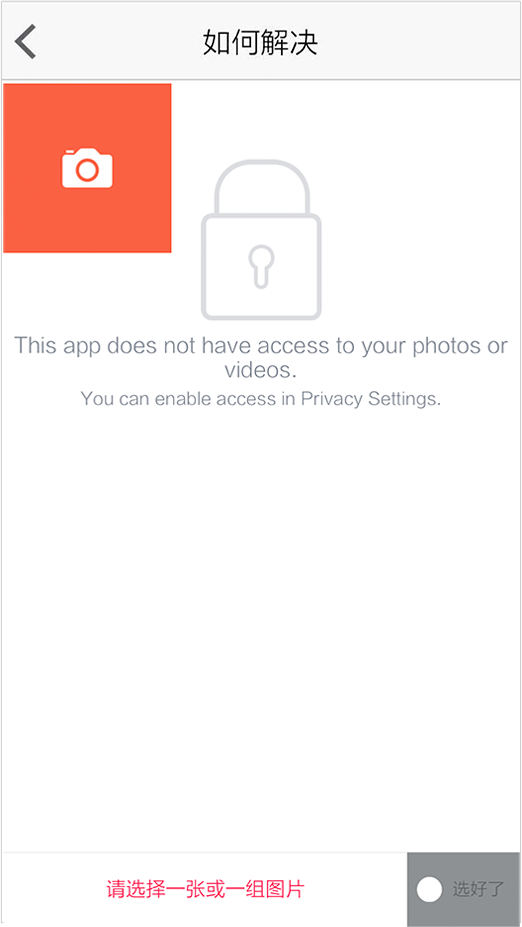 如何解决
This app does not have access to your photos or
videos.
You can enable access in Privacy Settings.
请选择一张或一组图片
选好了